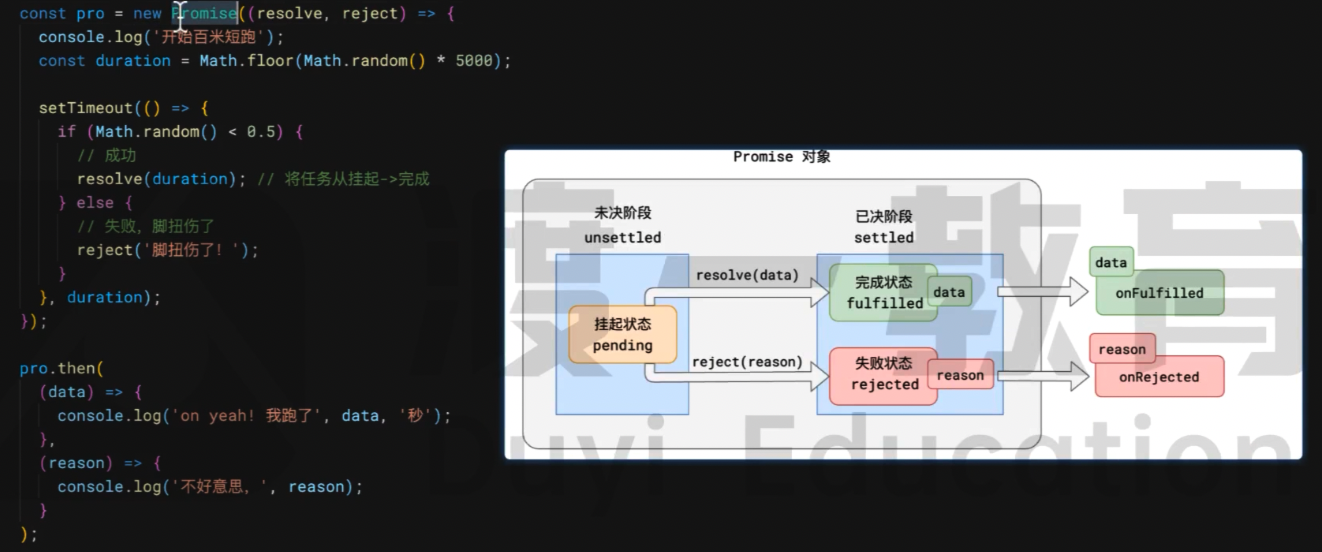 const pro = new Promise((resolve, reject) => {
console.log('开始百米短跑');
const duration = Math.floor(Math.random() * 5000);
setTimeout(() => {
if (Math.random() < 0.5) {
// 成功
resolve(duration); // 将任务从挂起->完成
} else {
// 失败，脚扭伤了
reject('脚扭伤了！');
}
}, duration);
});
pro.then(
(data) => {
console.log('on yeah! 我跑了', data, '秒');
},
(reason) => {
console.log('不好意思，', reason);
}
);
Promise 对象
未决阶段
unsettled
已决阶段
settled
resolve(data)
挂起状态
pending
reject(reason)
完成状态
fulfilled
data
失败状态
rejected
reason
data
onFulfilled
reason
onRejected
渡一教育
Duyi Education